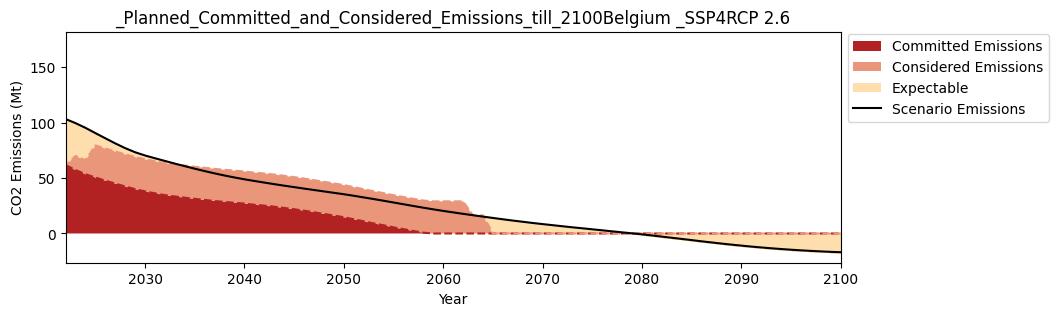 _Planned_Committed_and_Considered_Emissions_till_2100Belgium _SSP4RCP 2.6
CO2 Emissions (Mt)
150
100
50
0
2030 2040 2050 2060 2070 2080 2090 2100
Year
Committed Emissions
Considered Emissions
Expectable
Scenario Emissions